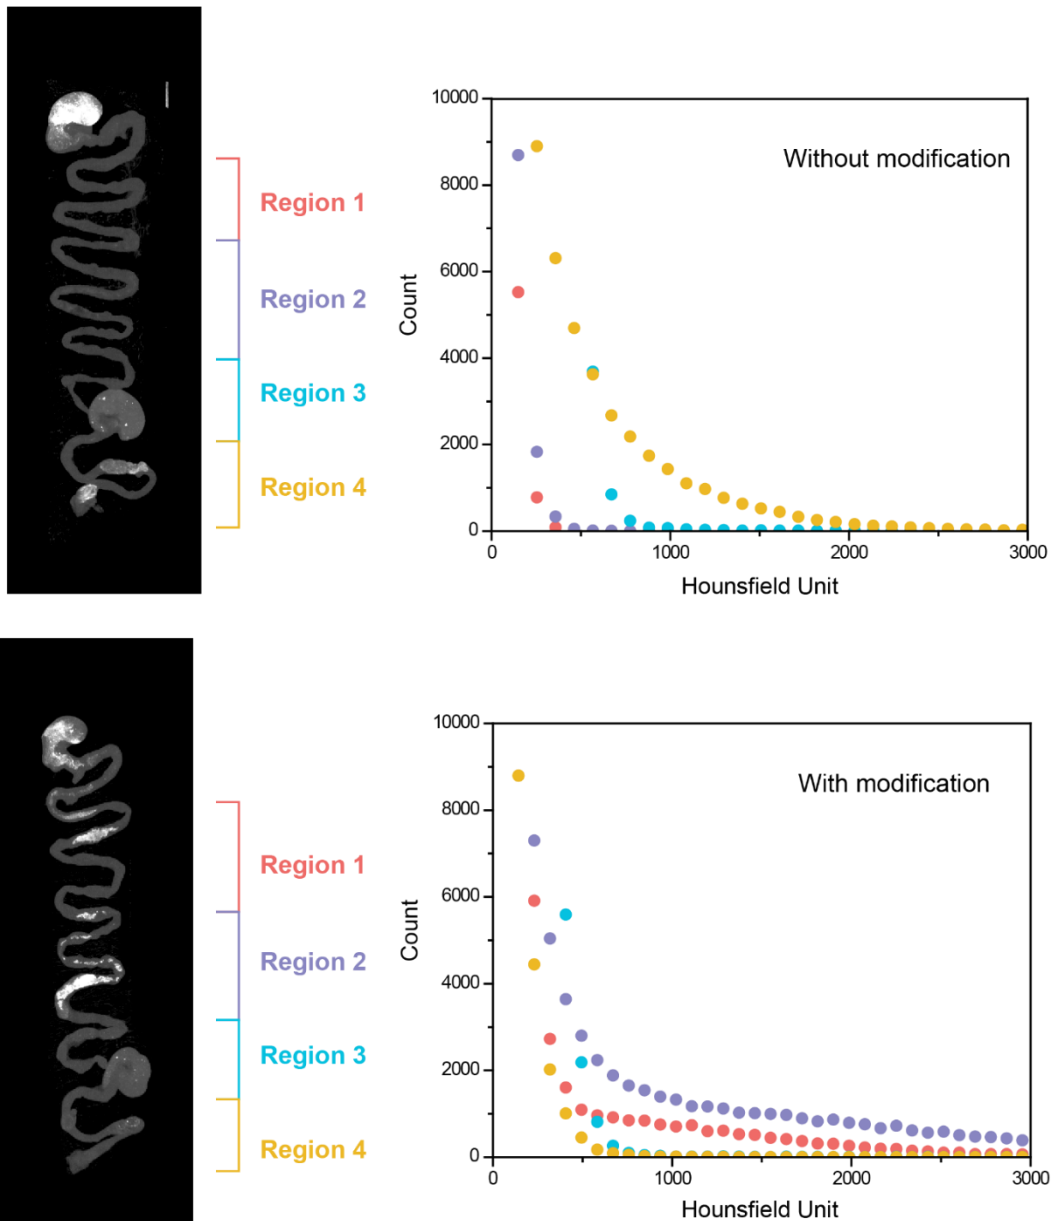 Region 1
Region 2
Region 3
Region 4
10000
8000
6000
4000
2000
0
Count
Without modification
0
1000
2000
3000
Hounsfield Unit
Region 1
Region 2
Region 3
Region 4
10000
8000
6000
4000
2000
0
Count
With modification
0
1000
2000
3000
Hounsfield Unit